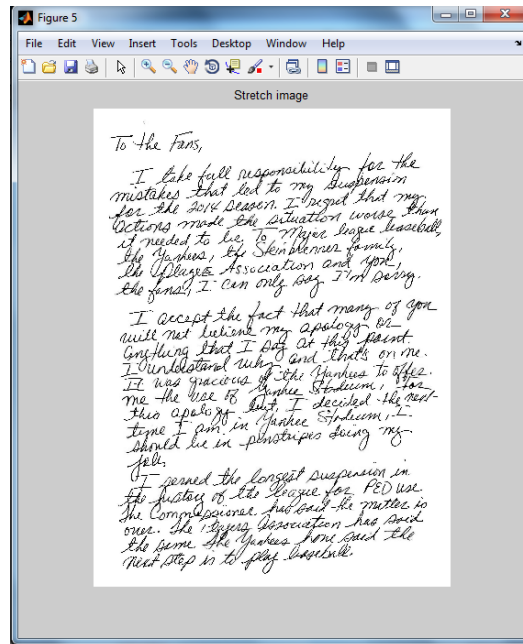 Figure 5
File Edit View Insert Tools Desktop Window Help
Stretch image
To the Fans,
I take full responsibility for the
mistakes that led to my suspension
for the 2014 season. I regret that my
actions made the situation worse than
it needed to be. To Major League Baseball,
the Yankees, the Steinbrenner family,
the Players Association and you,
the fans, I can only say I'm sorry.
I accept the fact that many of you
will not believe my apology or
anything that I say at this point.
I understand why and that's on me.
It was gracious of the Yankees to offer
me the use of Yankee Stadium, for
this apology but, I decided the next
time I am in Yankee Stadium, I
should be in pinstripes doing my
job.
I served the longest suspension in
the history of the league for PED use.
The Commissioner has said the matter is
over. The Players Association has said
the same. The Yankees have said the
next step is to play baseball.